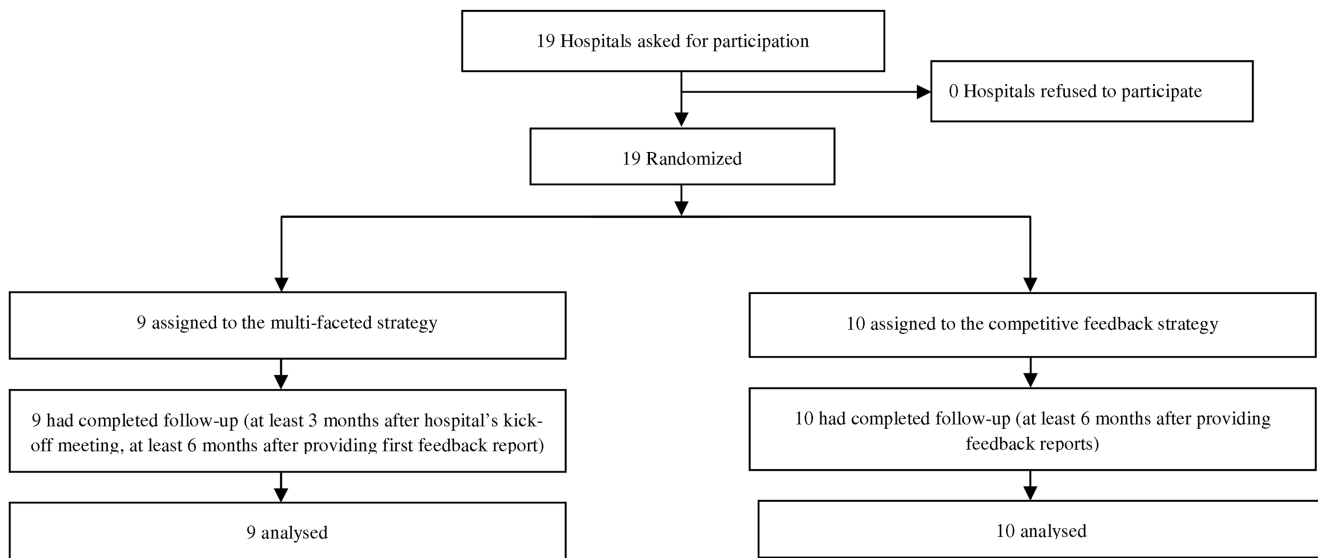 19 Hospitals asked for participation
0 Hospitals refused to participate
19 Randomized
9 assigned to the multi-faceted strategy
10 assigned to the competitive feedback strategy
9 had completed follow-up (at least 3 months after hospital's kick-
off meeting, at least 6 months after providing first feedback report)
10 had completed follow-up (at least 6 months after providing
feedback reports)
9 analysed
10 analysed